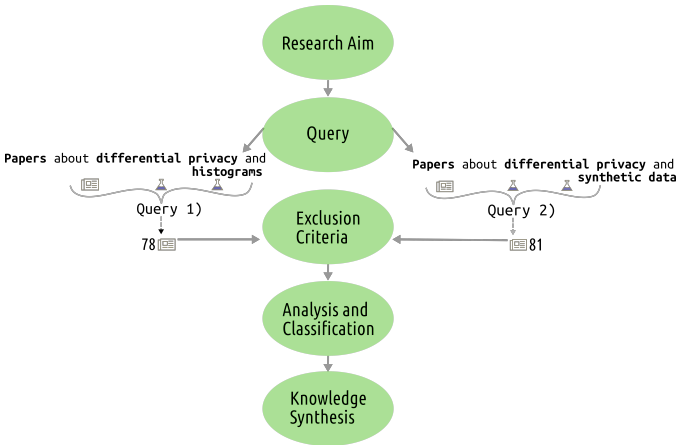 Research Aim
Query
Papers about differential privacy and
histograms
Query 1)
78
Papers about differential privacy and
synthetic data
Query 2)
81
Exclusion
Criteria
Analysis and
Classification
Knowledge
Synthesis